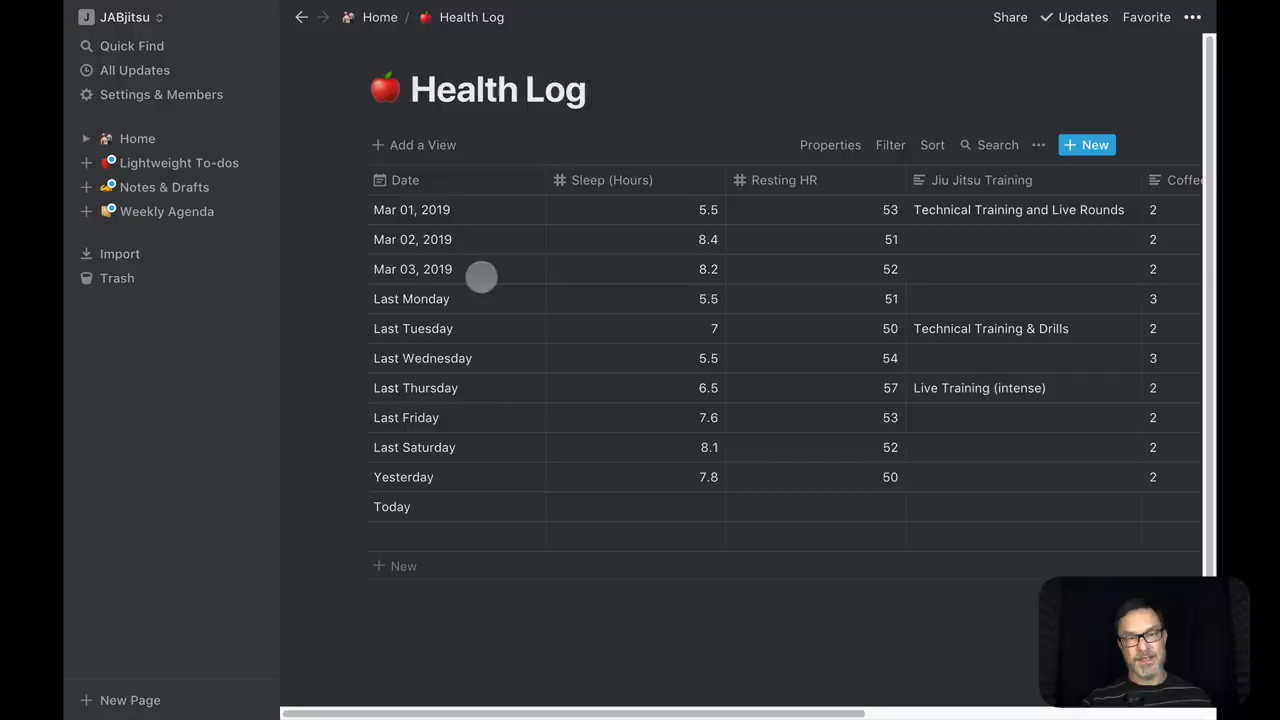 J JABjitsu
Quick Find
All Updates
Settings & Members
Home
Lightweight To-dos
Notes & Drafts
Weekly Agenda
Import
Trash
New Page
Home / Health Log
Share Updates Favorite
Health Log
Add a View Properties Filter Sort Search New
Date Sleep (Hours) Resting HR Jiu Jitsu Training
Mar 01, 2019 5.5 53 Technical Training and Live Rounds 2
Mar 02, 2019 8.4 51 2
Mar 03, 2019 8.2 52 2
Last Monday 5.5 51 3
Last Tuesday 7 50 Technical Training & Drills 2
Last Wednesday 5.5 54 3
Last Thursday 6.5 57 Live Training (intense) 2
Last Friday 7.6 53 2
Last Saturday 8.1 52 2
Yesterday 7.8 50 2
Today
New